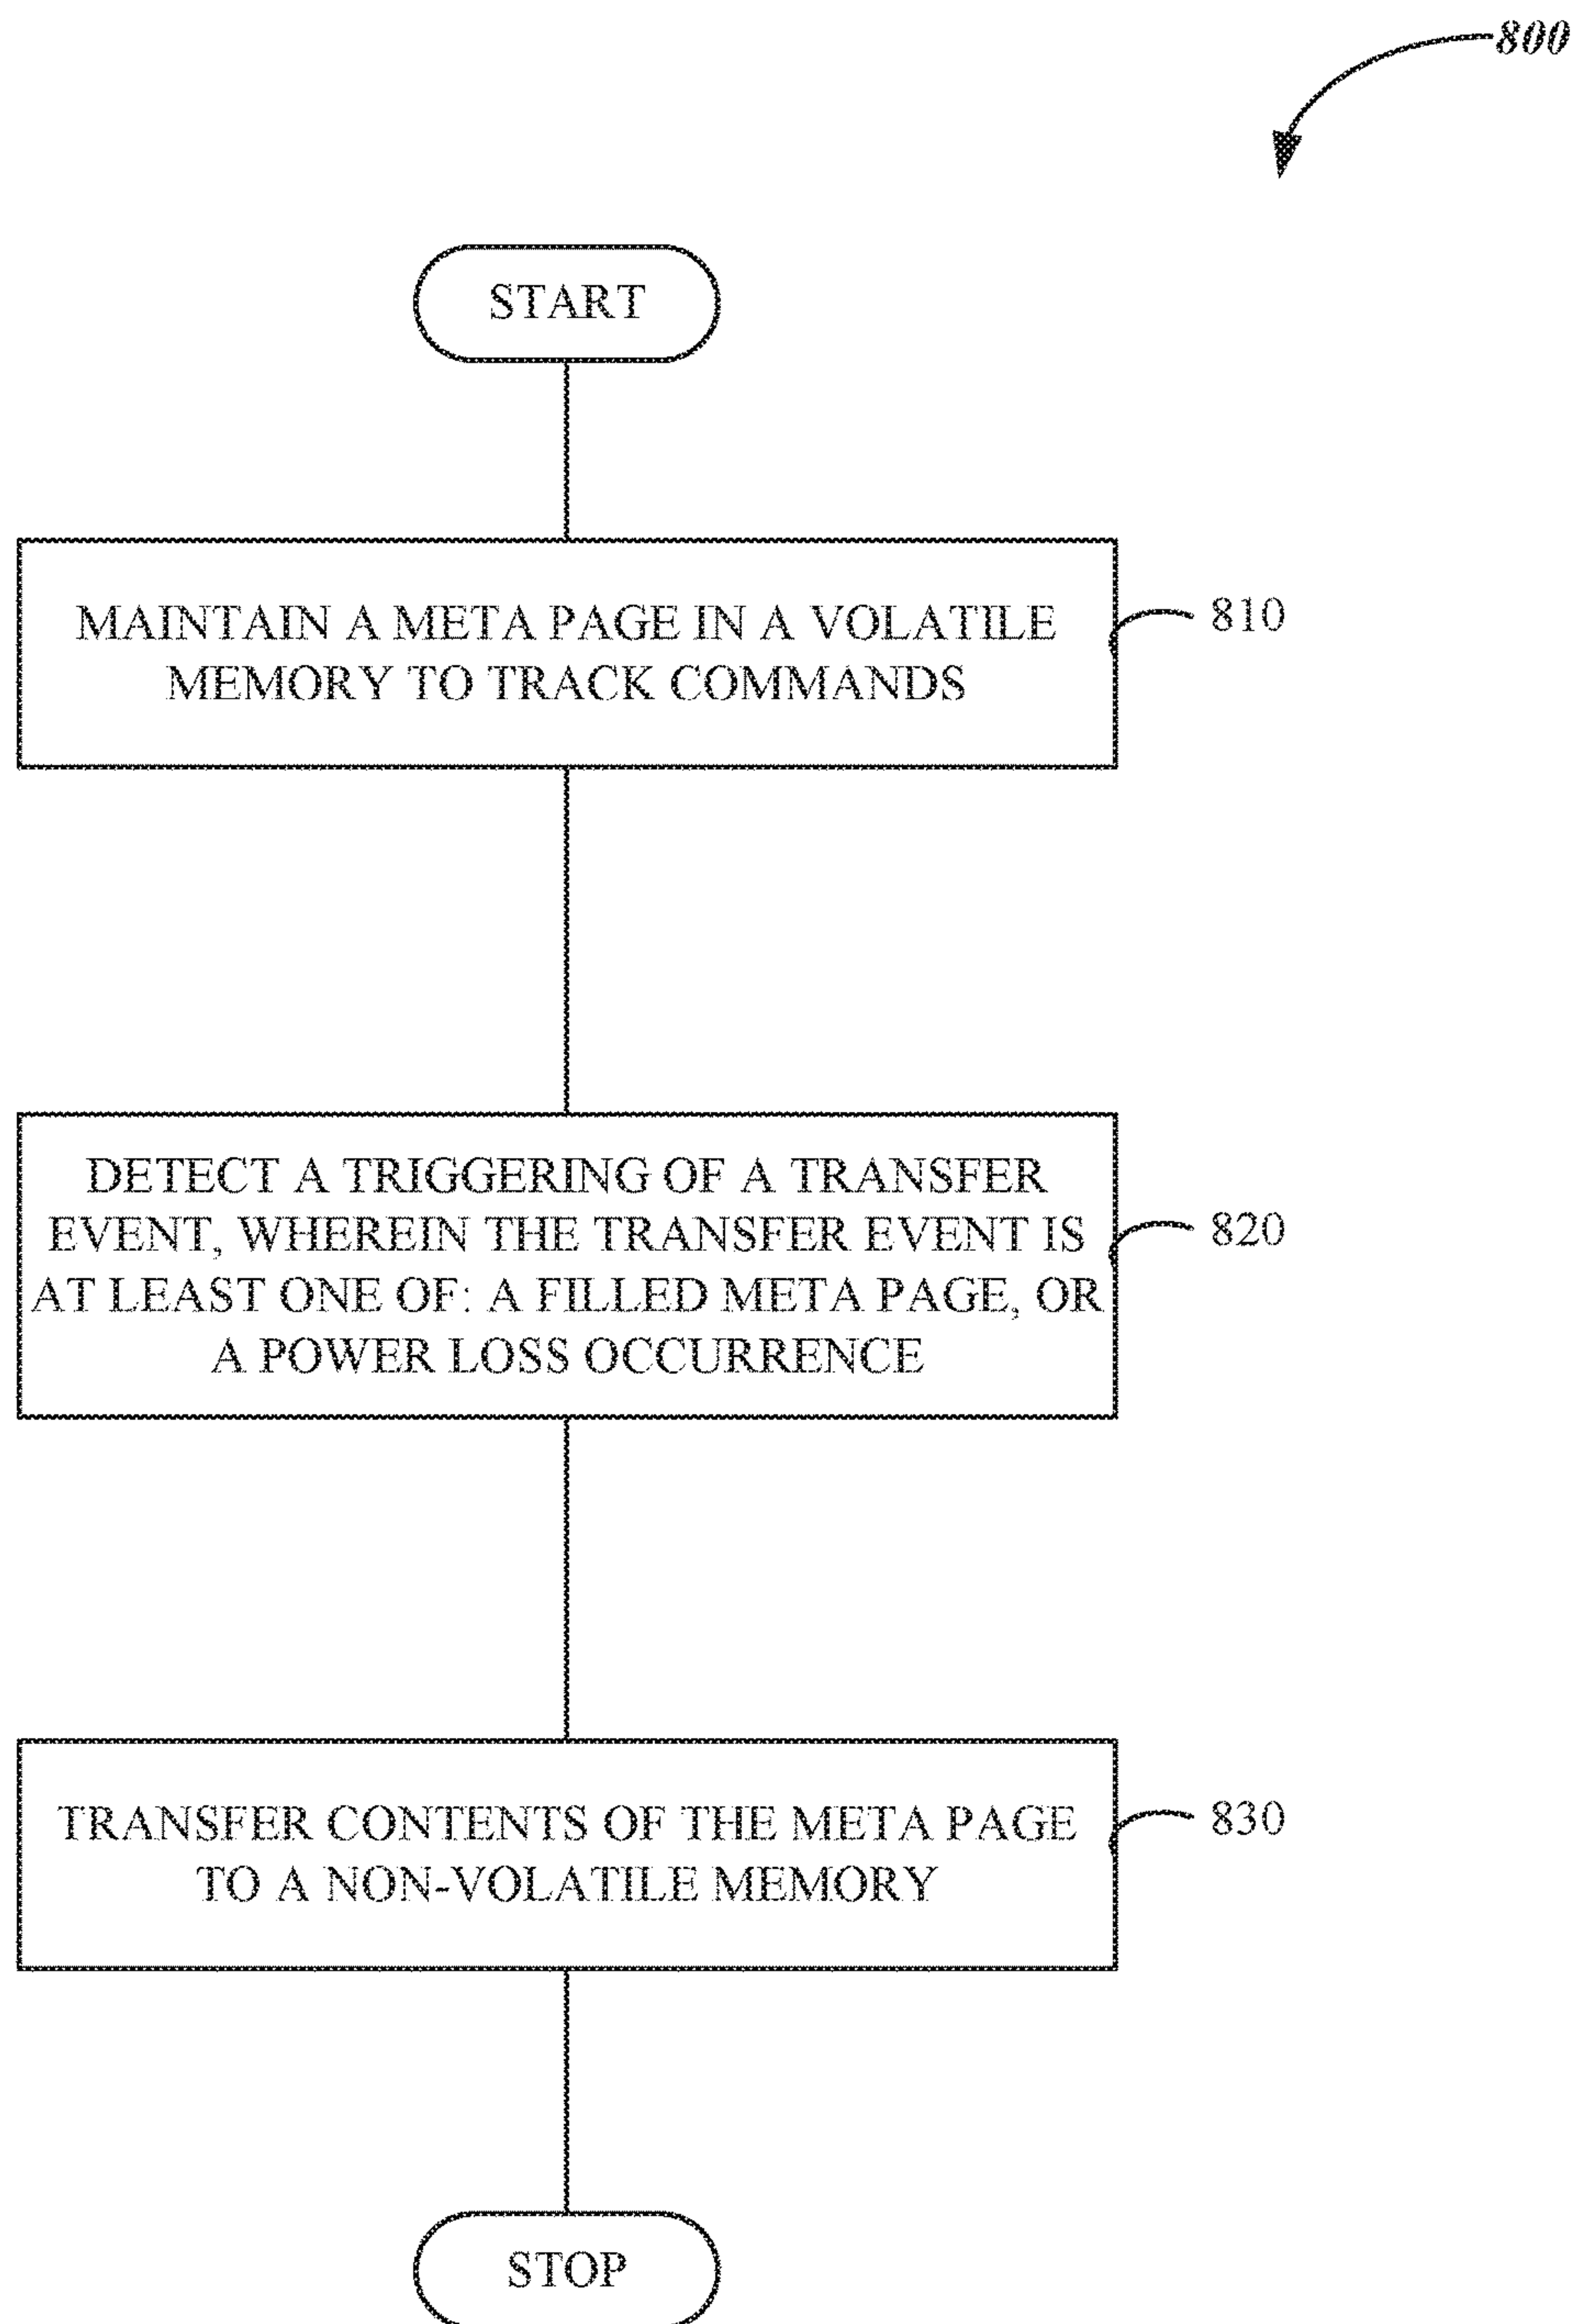 800
START
MAINTAIN A META PAGE IN A VOLATILE
MEMORY TO TRACK COMMANDS
810
DETECT A TRIGGERING OF A TRANSFER
EVENT, WHEREIN THE TRANSFER EVENT IS
AT LEAST ONE OF: A FILLED META PAGE, OR
A POWER LOSS OCCURRENCE
820
TRANSFER CONTENTS OF THE META PAGE
TO A NON-VOLATILE MEMORY
830
STOP